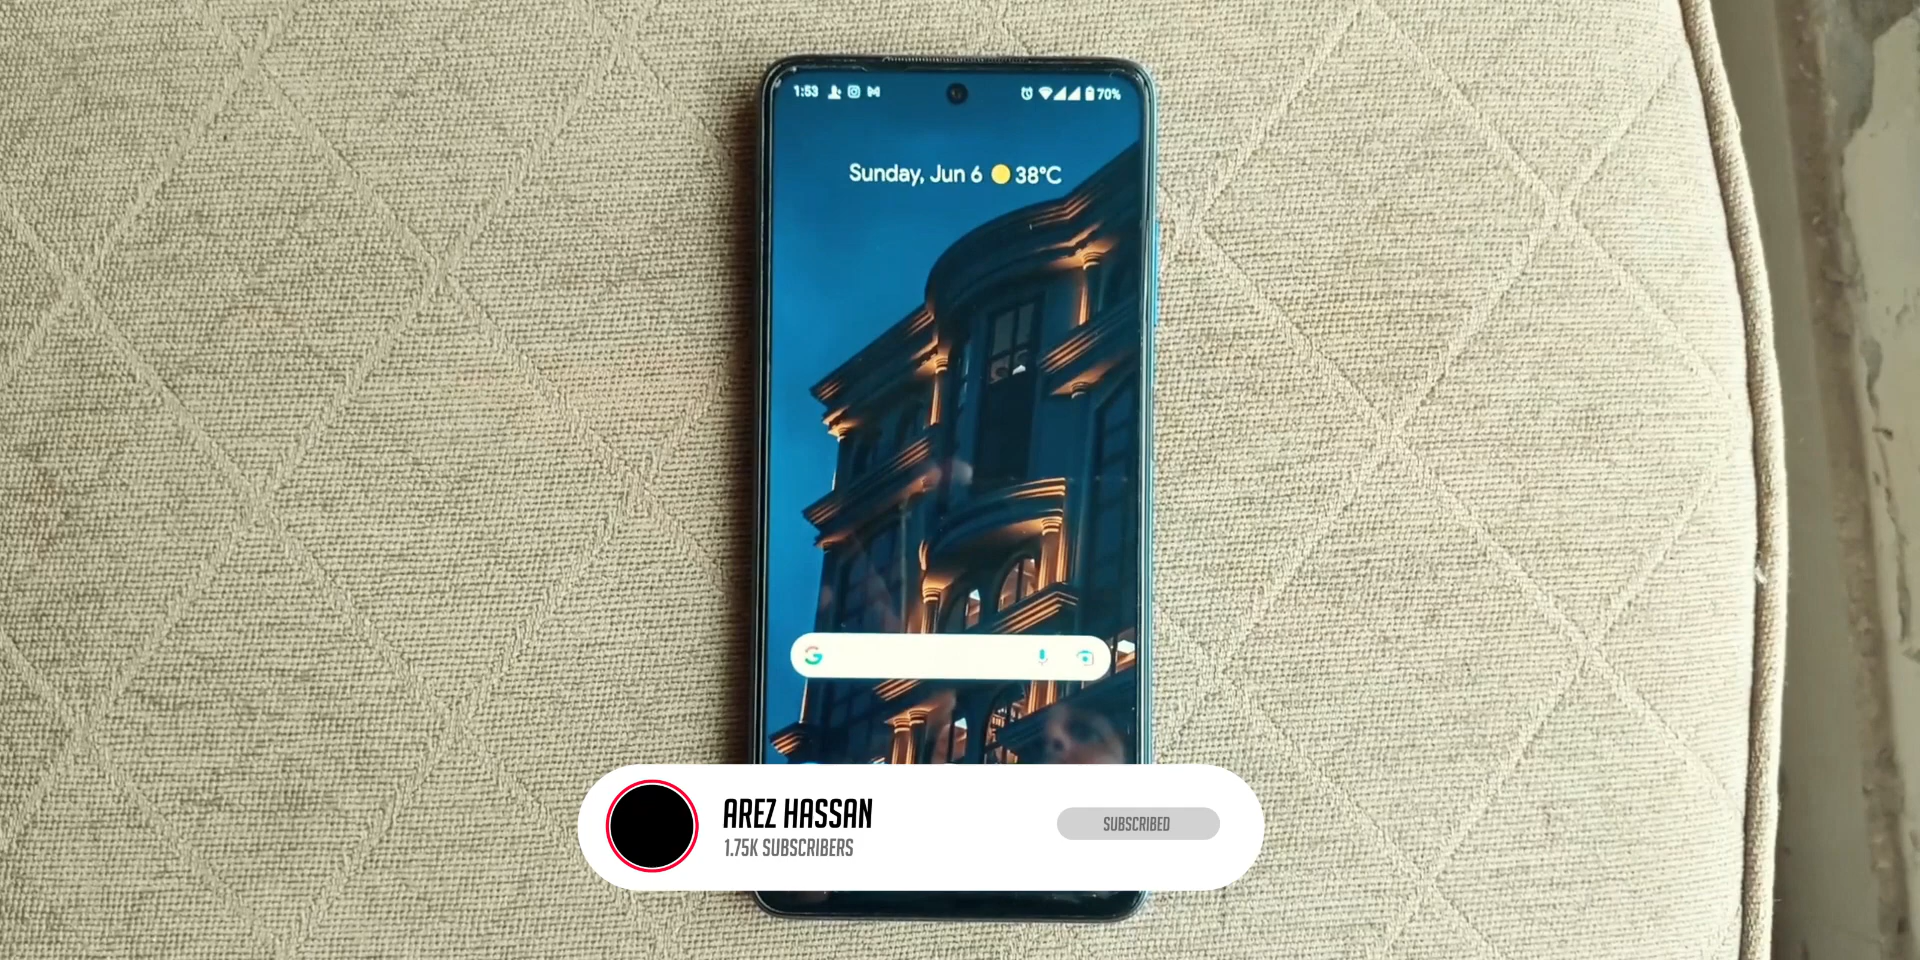 1:53
70%
Sunday, Jun 6 38°C
G
AREZ HASSAN
1.75K SUBSCRIBERS
SUBSCRIBED